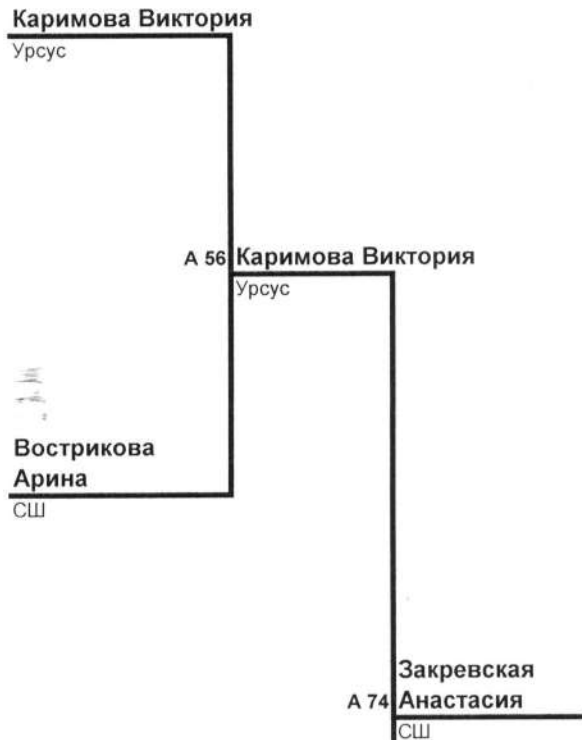 Каримова Виктория
Урсус
А 56 Каримова Виктория
Урсус
Вострикова
Арина
СШ
Закревская
А 74 Анастасия
СШ